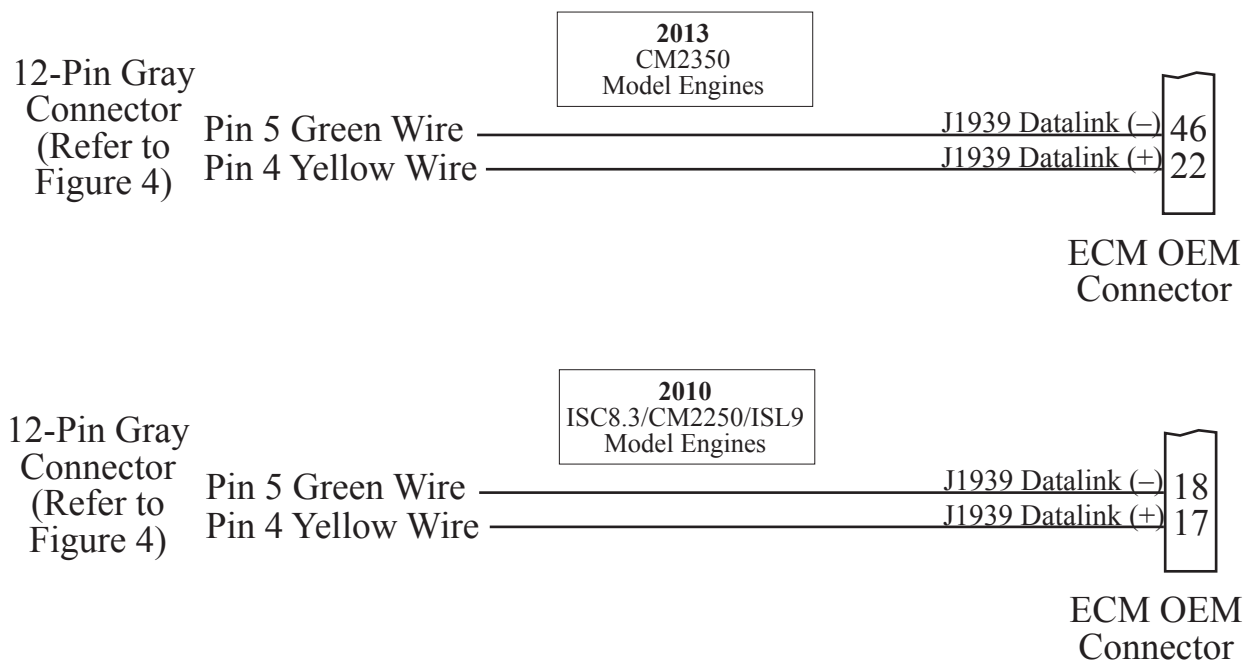 2013
CM2350
Model Engines
12-Pin Gray
Connector
(Refer to
Figure 4)
Pin 5 Green Wire
J1939 Datalink (–)
46
Pin 4 Yellow Wire
J1939 Datalink (+)
22
ECM OEM
Connector
2010
ISC8.3/CM2250/ISL9
Model Engines
12-Pin Gray
Connector
(Refer to
Figure 4)
Pin 5 Green Wire
J1939 Datalink (–)
18
Pin 4 Yellow Wire
J1939 Datalink (+)
17
ECM OEM
Connector